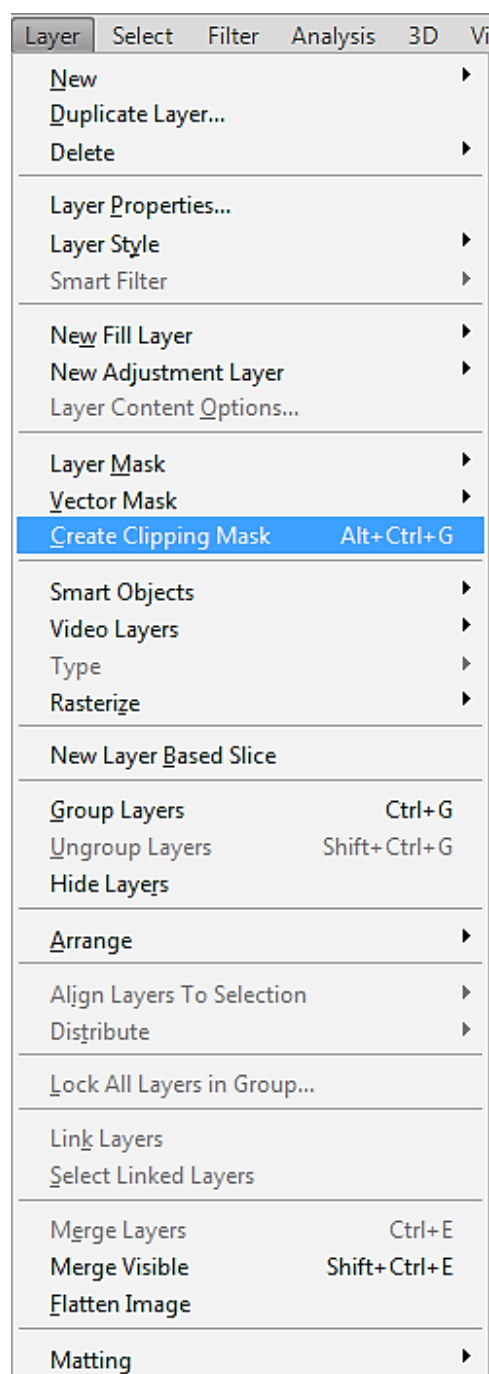 Layer Select Filter Analysis 3D Vi
New
Duplicate Layer...
Delete
Layer Properties...
Layer Style
Smart Filter
New Fill Layer
New Adjustment Layer
Layer Content Options...
Layer Mask
Vector Mask
Create Clipping Mask Alt+Ctrl+G
Smart Objects
Video Layers
Type
Rasterize
New Layer Based Slice
Group Layers Ctrl+G
Ungroup Layers Shift+Ctrl+G
Hide Layers
Arrange
Align Layers To Selection
Distribute
Lock All Layers in Group...
Link Layers
Select Linked Layers
Merge Layers Ctrl+E
Merge Visible Shift+Ctrl+E
Flatten Image
Matting